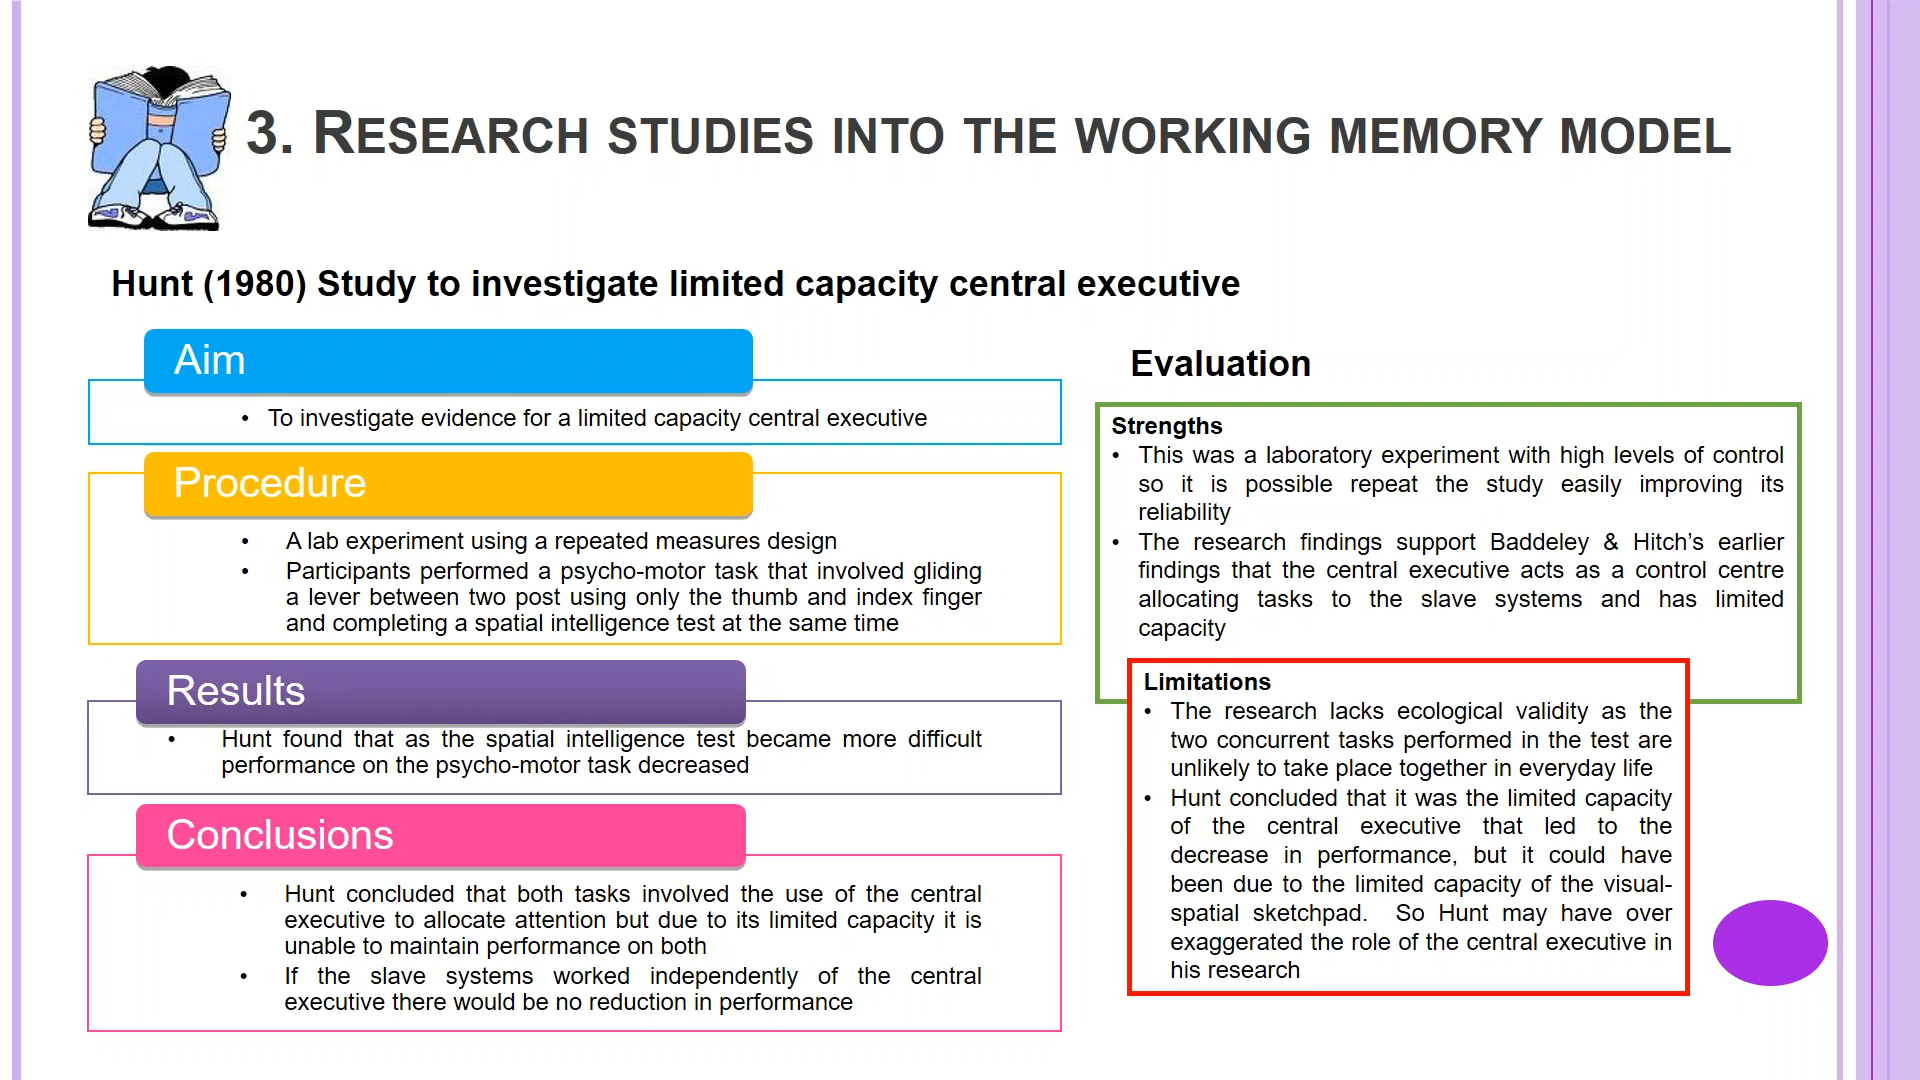 3. RESEARCH STUDIES INTO THE WORKING MEMORY MODEL
Hunt (1980) Study to investigate limited capacity central executive
Aim
• To investigate evidence for a limited capacity central executive
Procedure
• A lab experiment using a repeated measures design
• Participants performed a psycho-motor task that involved gliding
a lever between two post using only the thumb and index finger
and completing a spatial intelligence test at the same time
Results
• Hunt found that as the spatial intelligence test became more difficult
performance on the psycho-motor task decreased
Conclusions
• Hunt concluded that both tasks involved the use of the central
executive to allocate attention but due to its limited capacity it is
unable to maintain performance on both
• If the slave systems worked independently of the central
executive there would be no reduction in performance
Evaluation
Strengths
• This was a laboratory experiment with high levels of control
so it is possible repeat the study easily improving its
reliability
• The research findings support Baddeley & Hitch’s earlier
findings that the central executive acts as a control centre
allocating tasks to the slave systems and has limited
capacity
Limitations
• The research lacks ecological validity as the
two concurrent tasks performed in the test are
unlikely to take place together in everyday life
• Hunt concluded that it was the limited capacity
of the central executive that led to the
decrease in performance, but it could have
been due to the limited capacity of the visual-
spatial sketchpad. So Hunt may have over
exaggerated the role of the central executive in
his research